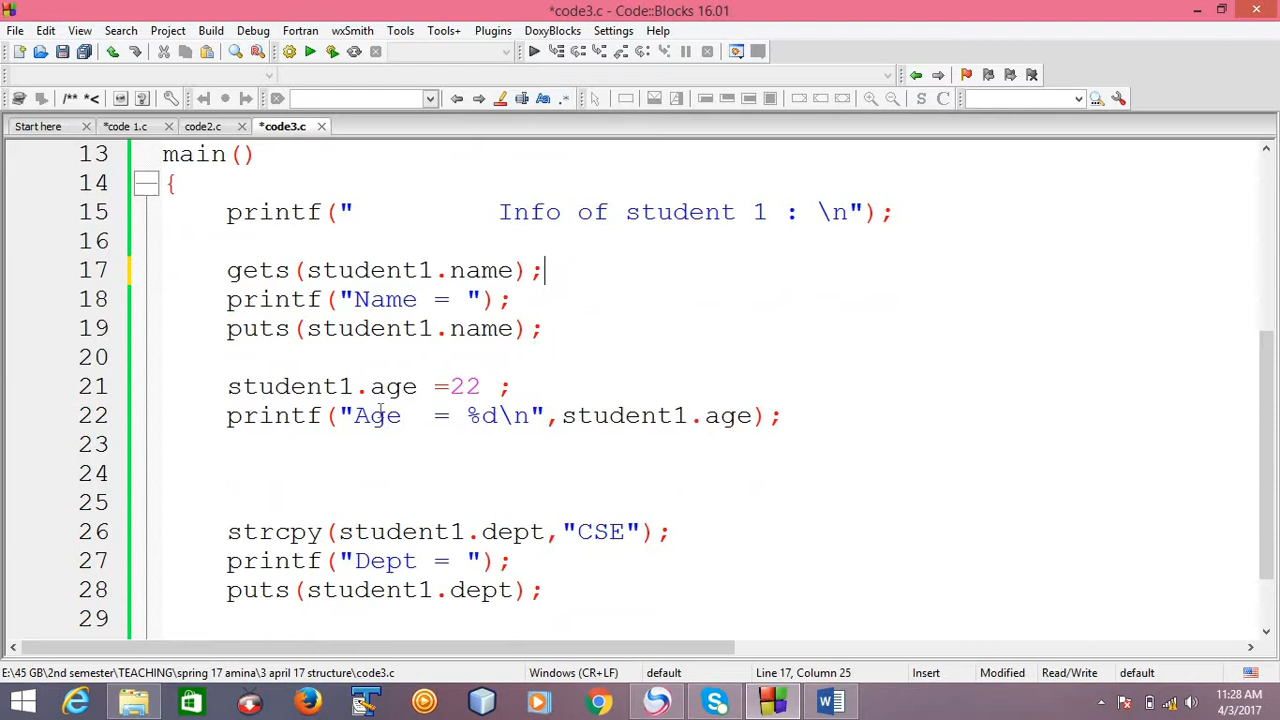 *code3.c - Code::Blocks 16.01
File Edit View Search Project Build Debug Fortran wxSmith Tools Tools+ Plugins DoxyBlocks Settings Help
/** *< S C
Start here *code 1.c code2.c *code3.c
13 main()
14 {
15 printf("         Info of student 1 : \n");
16
17 gets(student1.name);
18 printf("Name = ");
19 puts(student1.name);
20
21 student1.age =22 ;
22 printf("Age  = %d\n",student1.age);
23
24
25
26 strcpy(student1.dept,"CSE");
27 printf("Dept = ");
28 puts(student1.dept);
29
E:\45 GB\2nd semester\TEACHING\spring 17 amina\3 april 17 structure\code3.c Windows (CR+LF) default Line 17, Column 25 Insert Modified Read/Write default
11:28 AM
4/3/2017